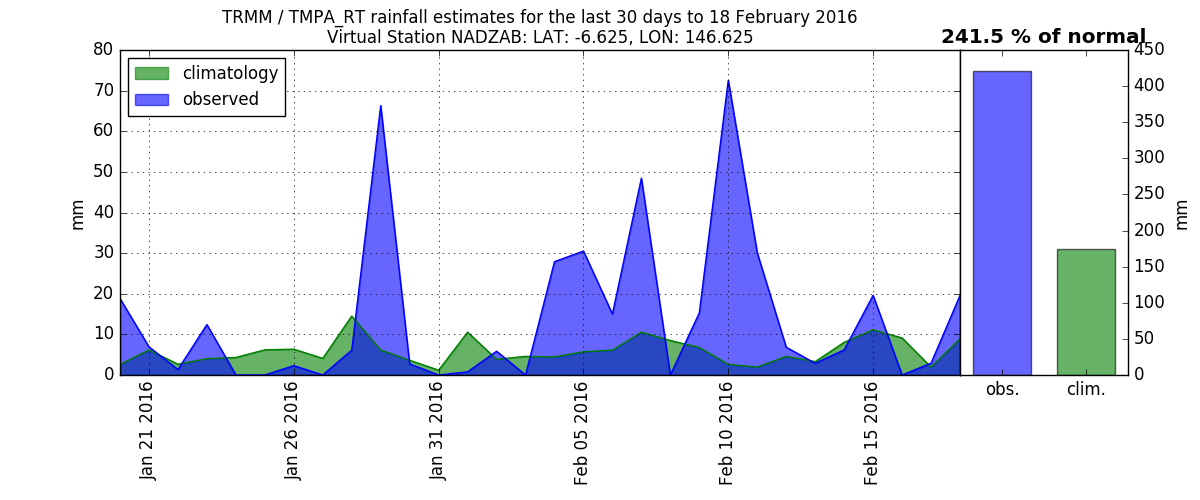 TRMM / TMPA_RT rainfall estimates for the last 30 days to 18 February 2016
Virtual Station NADZAB: LAT: -6.625, LON: 146.625
241.5 % of normal
climatology
observed
80
70
60
50
40
30
20
10
0
mm
Jan 21 2016
Jan 26 2016
Jan 31 2016
Feb 05 2016
Feb 10 2016
Feb 15 2016
450
400
350
300
250
200
150
100
50
0
mm
obs.
clim.